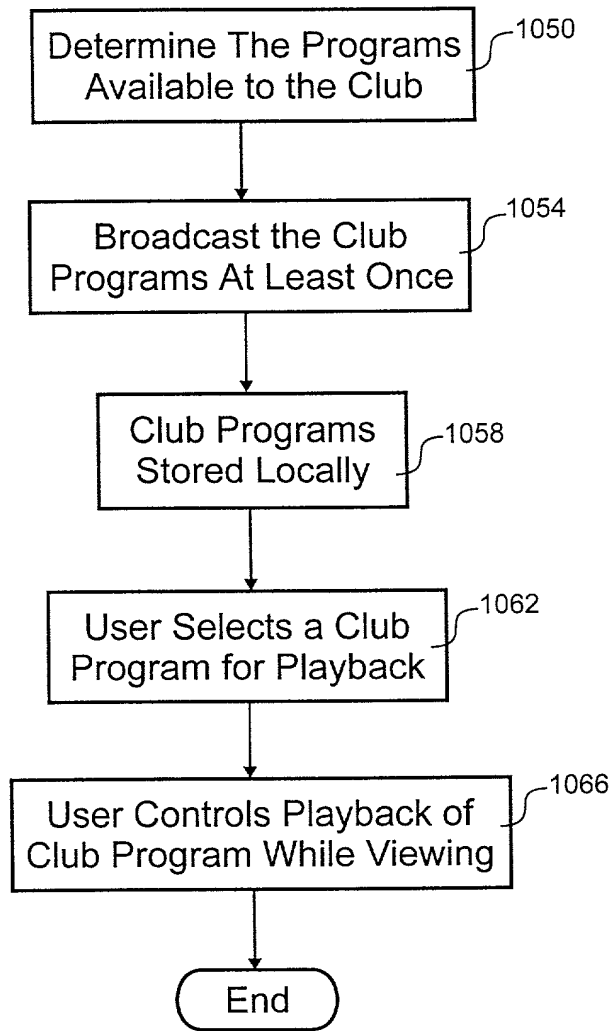 Determine The Programs
Available to the Club
1050
Broadcast the Club
Programs At Least Once
1054
Club Programs
Stored Locally
1058
User Selects a Club
Program for Playback
1062
User Controls Playback of
Club Program While Viewing
1066
End